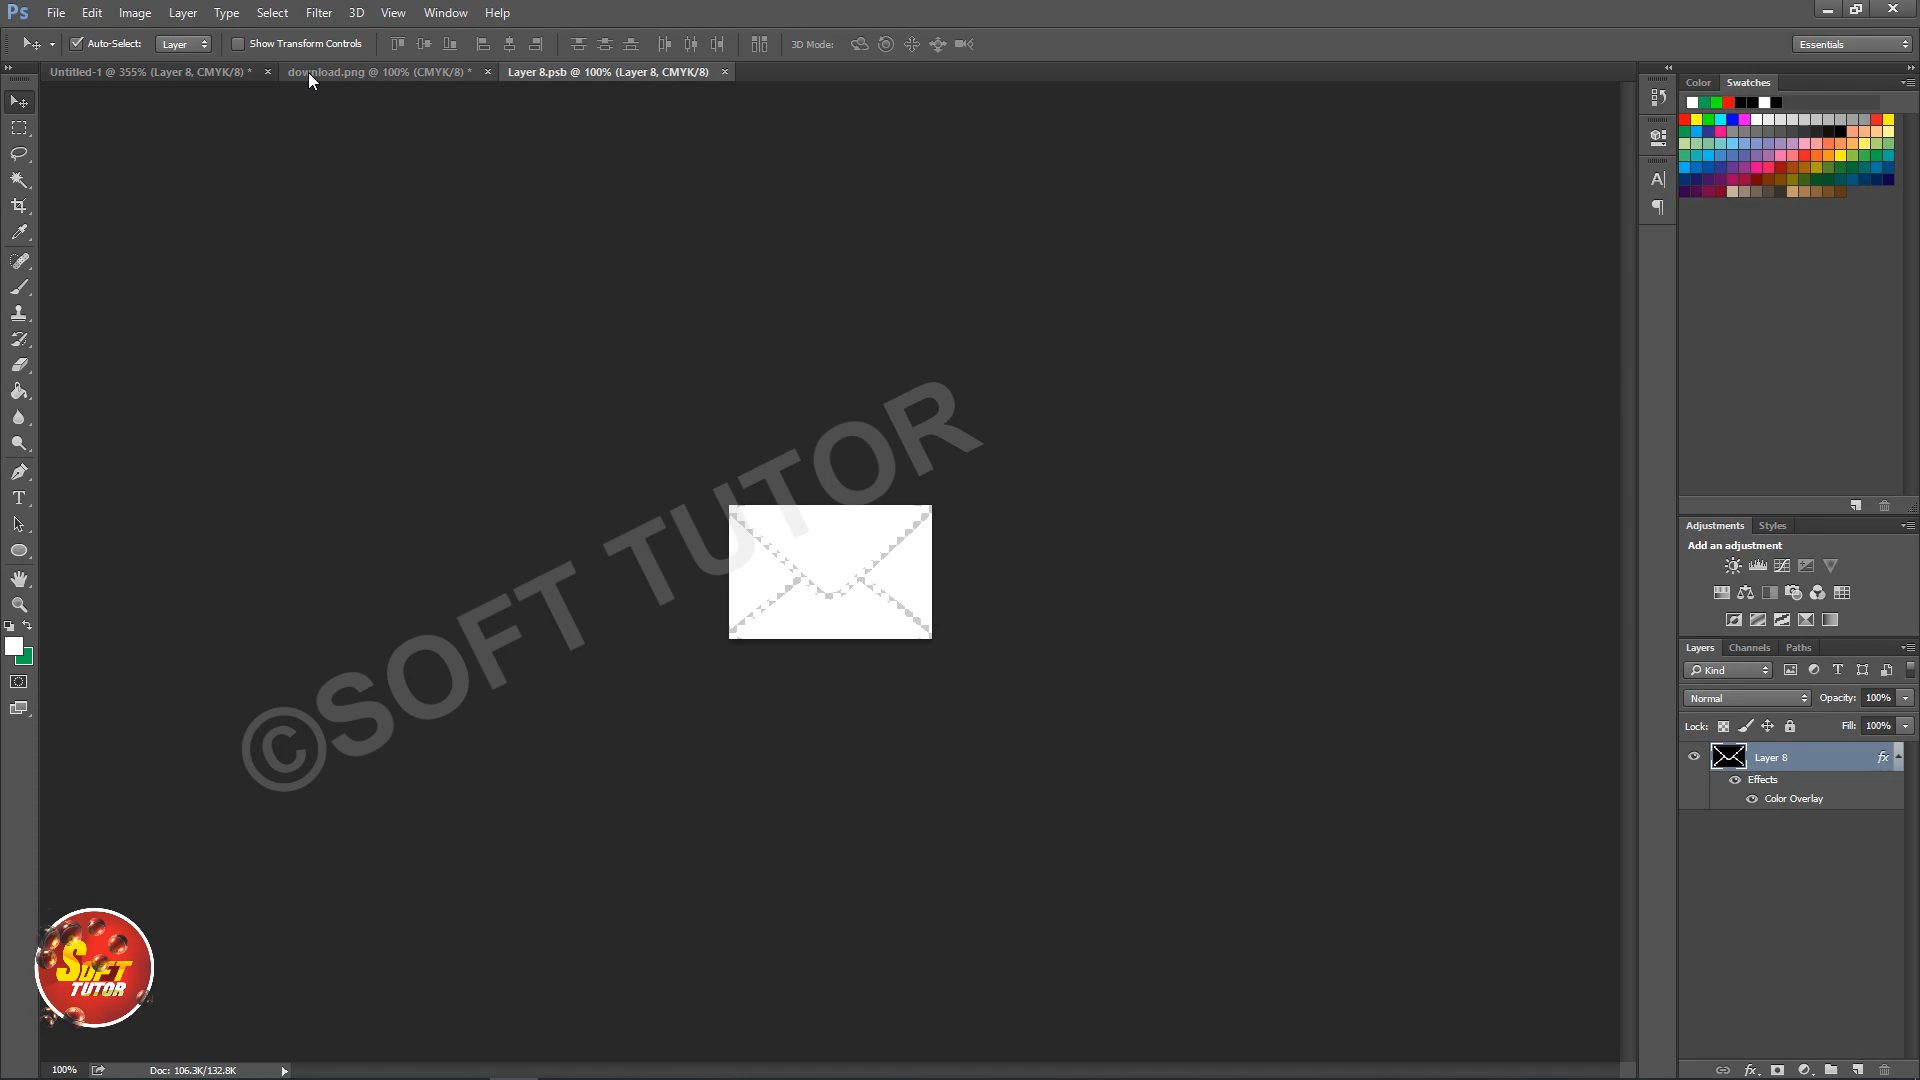 Ps File Edit Image Layer Type Select Filter 3D View Window Help
Auto-Select: Layer Show Transform Controls 3D Mode: Essentials
Untitled-1 @ 355% (Layer 8, CMYK/8) * × download.png @ 100% (CMYK/8) * × Layer 8.psb @ 100% (Layer 8, CMYK/8) ×
Color Swatches
©SOFT TUTOR
Adjustments Styles
Add an adjustment
Layers Channels Paths
Kind
Normal Opacity: 100%
Lock: Fill: 100%
Layer 8 fx
Effects
Color Overlay
SOFT
TUTOR
100% Doc: 106.3K/132.8K